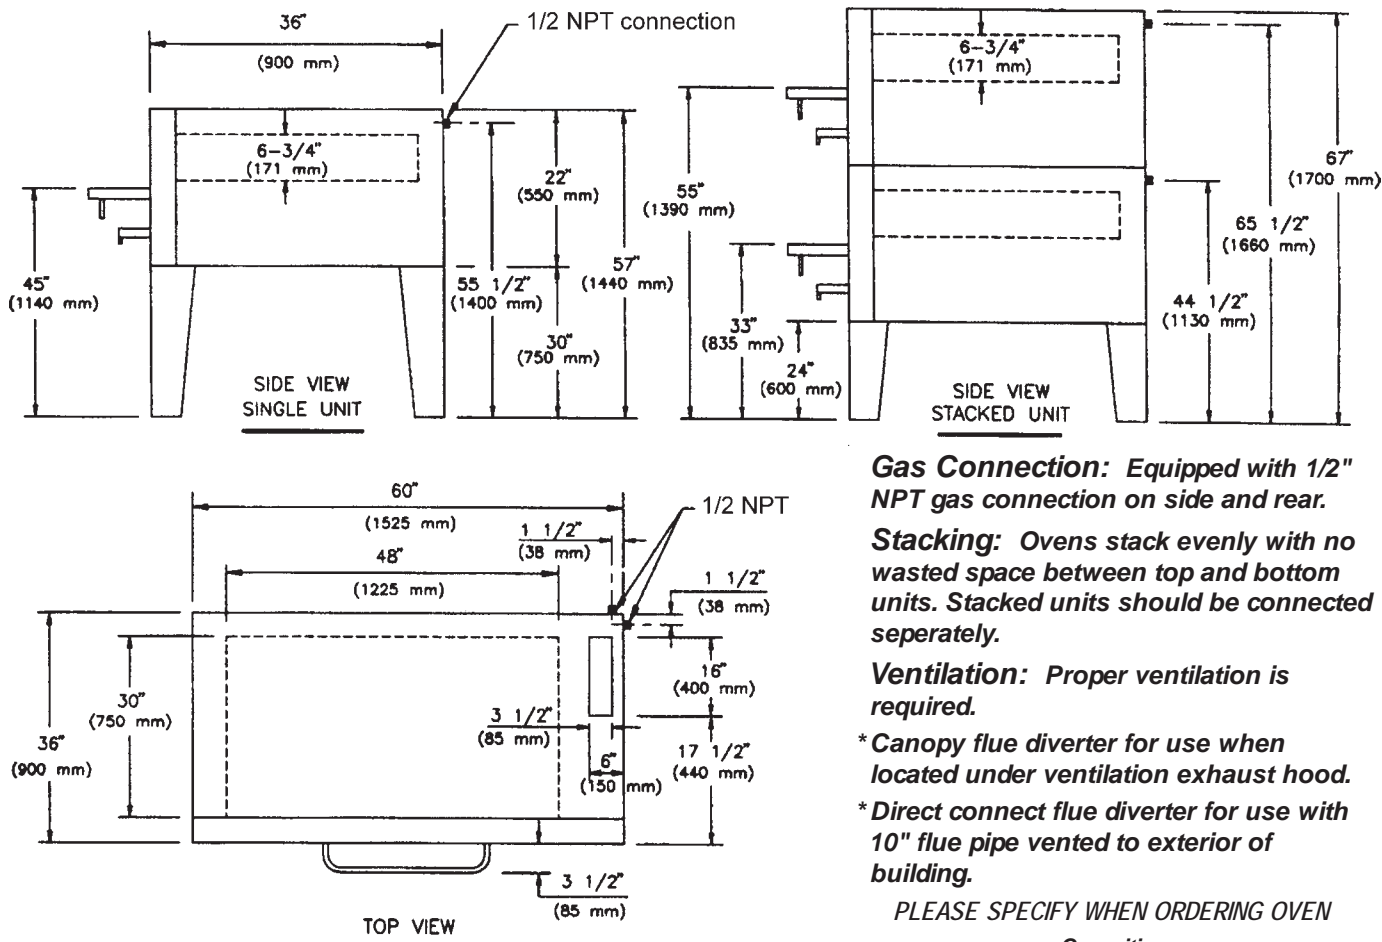 36"
(900 mm)
1/2 NPT connection
6-3/4"
(171 mm)
22"
(550 mm)
45"
(1140 mm)
55 1/2"
(1400 mm)
57"
(1440 mm)
30"
(750 mm)
SIDE VIEW
SINGLE UNIT
6-3/4"
(171 mm)
55"
(1390 mm)
67"
(1700 mm)
65 1/2"
(1660 mm)
44 1/2"
(1130 mm)
33"
(835 mm)
24"
(600 mm)
SIDE VIEW
STACKED UNIT
60"
(1525 mm)
1/2 NPT
1 1/2"
(38 mm)
48"
(1225 mm)
1 1/2"
(38 mm)
16"
(400 mm)
30"
(750 mm)
36"
(900 mm)
3 1/2"
(85 mm)
6"
(150 mm)
17 1/2"
(440 mm)
3 1/2"
(85 mm)
TOP VIEW
Gas Connection: Equipped with 1/2"
NPT gas connection on side and rear.
Stacking: Ovens stack evenly with no
wasted space between top and bottom
units. Stacked units should be connected
seperately.
Ventilation: Proper ventilation is
required.
*Canopy flue diverter for use when
located under ventilation exhaust hood.
*Direct connect flue diverter for use with
10" flue pipe vented to exterior of
building.
PLEASE SPECIFY WHEN ORDERING OVEN